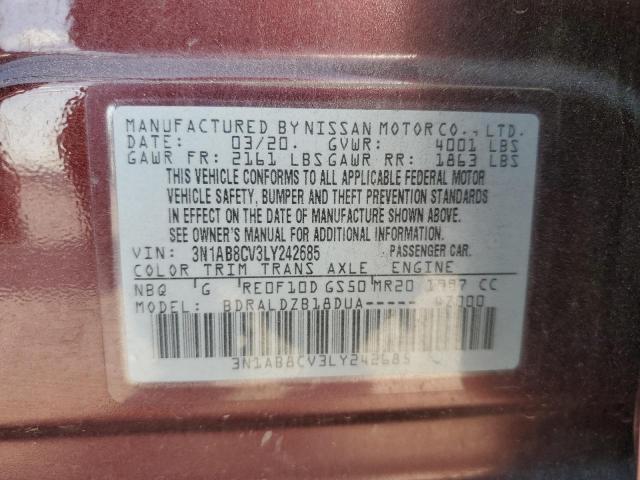 MANUFACTURED BY NISSAN MOTOR CO., LTD.
DATE: 03/20. GVWR: 4001 LBS
GAWR FR: 2161 LBS GAWR RR: 1863 LBS
THIS VEHICLE CONFORMS TO ALL APPLICABLE FEDERAL MOTOR
VEHICLE SAFETY, BUMPER AND THEFT PREVENTION STANDARDS
IN EFFECT ON THE DATE OF MANUFACTURE SHOWN ABOVE.
SEE OWNER'S MANUAL FOR ADDITIONAL INFORMATION.
VIN: 3N1AB8CV3LY242685 PASSENGER CAR.
COLOR TRIM TRANS AXLE ENGINE
NBQ G RE0F10D GS50 MR20 1997 CC
MODEL: BDRALDZB18DUA-----
3N1AB8CV3LY242685